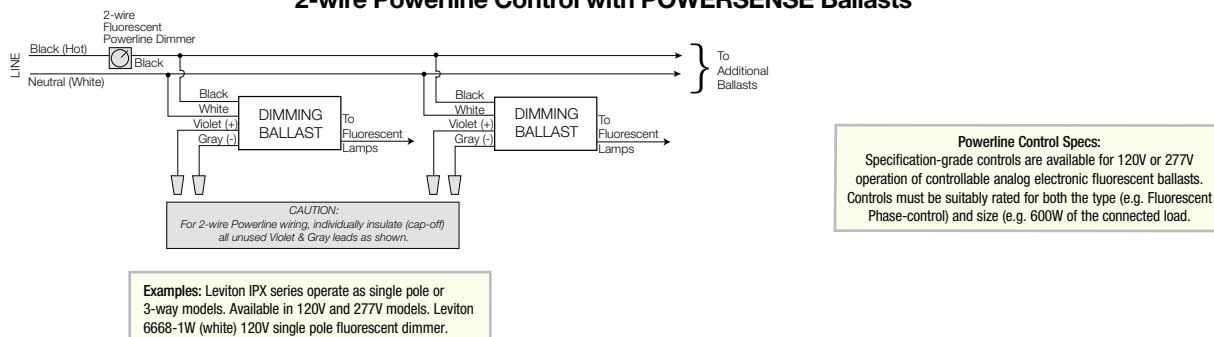 2-wire Powerline Control with POWERSENSE Ballasts
2-wire
Fluorescent
Powerline Dimmer
LINE
Black (Hot)
Black
Neutral (White)
To
Additional
Ballasts
Black
White
Violet (+)
Gray (-)
DIMMING
BALLAST
To
Fluorescent
Lamps
Black
White
Violet (+)
Gray (-)
DIMMING
BALLAST
To
Fluorescent
Lamps
CAUTION:
For 2-wire Powerline wiring, individually insulate (cap-off)
all unused Violet & Gray leads as shown.
Powerline Control Specs:
Specification-grade controls are available for 120V or 277V
operation of controllable analog electronic fluorescent ballasts.
Controls must be suitably rated for both the type (e.g. Fluorescent
Phase-control) and size (e.g. 600W of the connected load.
Examples: Leviton IPX series operate as single pole or
3-way models. Available in 120V and 277V models. Leviton
6668-1W (white) 120V single pole fluorescent dimmer.